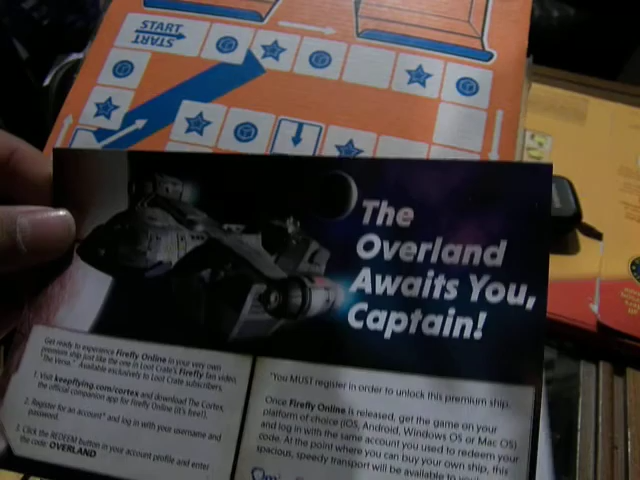 START
START
The
Overland
Awaits You,
Captain!
Get ready to experience Firefly Online in your very own
premium ship just like the one in Loot Crate's Firefly fan video,
"The Verse." Available exclusively to Loot Crate subscribers.
1. Visit keepflying.com/cortex and download The Cortex,
the official companion app for Firefly Online (it's free!).
2. Register for an account* and log in with your username and
password.
3. Click the REDEEM button in your account profile and enter
the code: OVERLAND
*You MUST register in order to unlock this premium ship.
Once Firefly Online is released, get the game on your
platform of choice (iOS, Android, Windows OS or Mac OS)
and log in with the same account you used to redeem your
code. At the point where you can buy your own ship, this
spacious, speedy transport will be available to you!